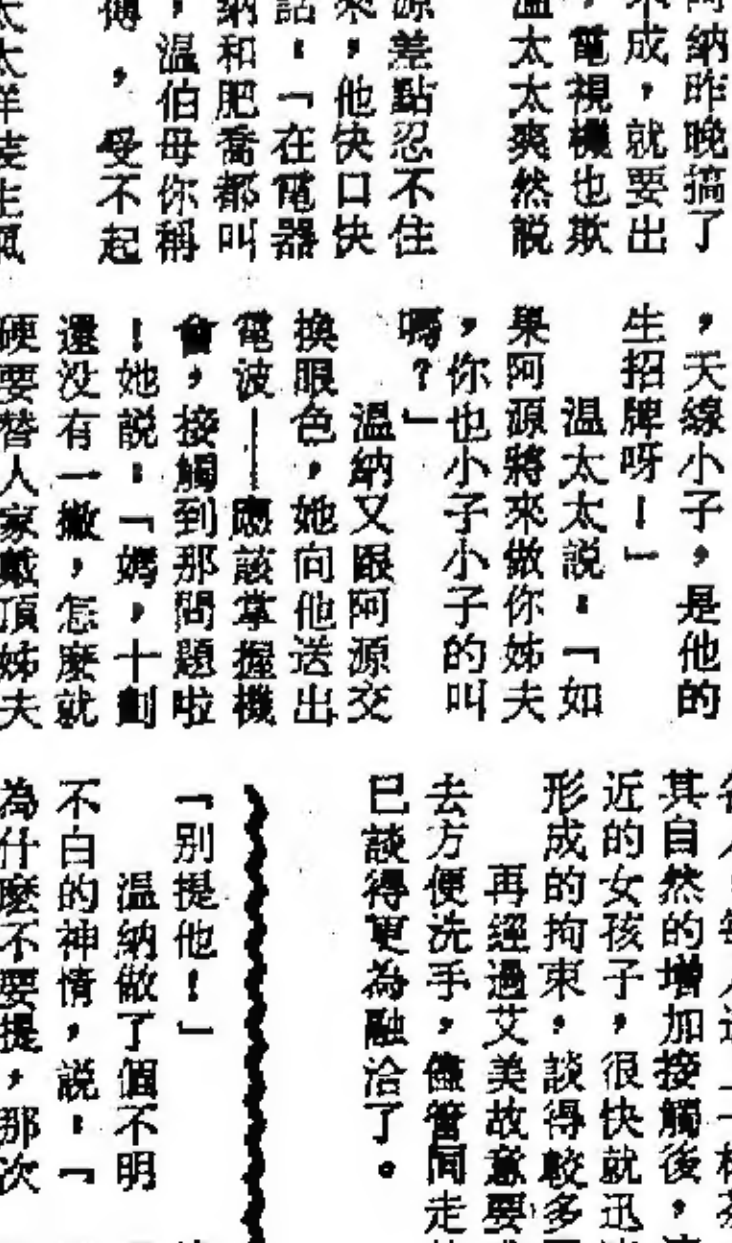 阿納昨晚搞了
不成，就要出
，電視機也欺
溫太太爽然說
源差點忍不住
來，他快口快
話：「在電器
納和肥喬都叫
，溫伯母你稱
傅，受不起
太太佯裝生氣
，天線小子，是他的
生招牌呀！」
溫太太說：「如
果阿源將來做你姊夫
，你也小子小子的叫
嗎？」
溫納又跟阿源交
換眼色，她向他送出
電波——應該掌握機
會，接觸到那問題啦
！她說：「媽，十劃
還没有一撇，怎麼就
硬要替人家戴頂姊夫
其自然的增加接觸後，
近的女孩子，很快就迅
形成的拘束，談得較多
再經過艾美故意要
去方便洗手，儘管間走
已談得更為融洽了。
「别提他！」
溫納做了個不明
不白的神情，說：「
為什麼不要提，那次